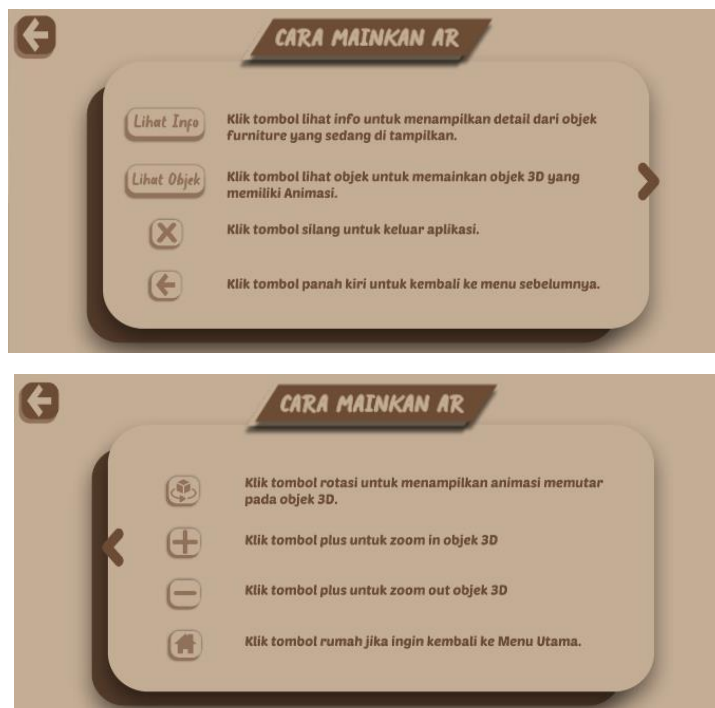 CARA MAINKAN AR
Lihat Info
Klik tombol lihat info untuk menampilkan detail dari objek
furniture yang sedang di tampilkan.
Lihat Objek
Klik tombol lihat objek untuk memainkan objek 3D yang
memiliki Animasi.
Klik tombol silang untuk keluar aplikasi.
Klik tombol panah kiri untuk kembali ke menu sebelumnya.
CARA MAINKAN AR
Klik tombol rotasi untuk menampilkan animasi memutar
pada objek 3D.
Klik tombol plus untuk zoom in objek 3D
Klik tombol plus untuk zoom out objek 3D
Klik tombol rumah jika ingin kembali ke Menu Utama.